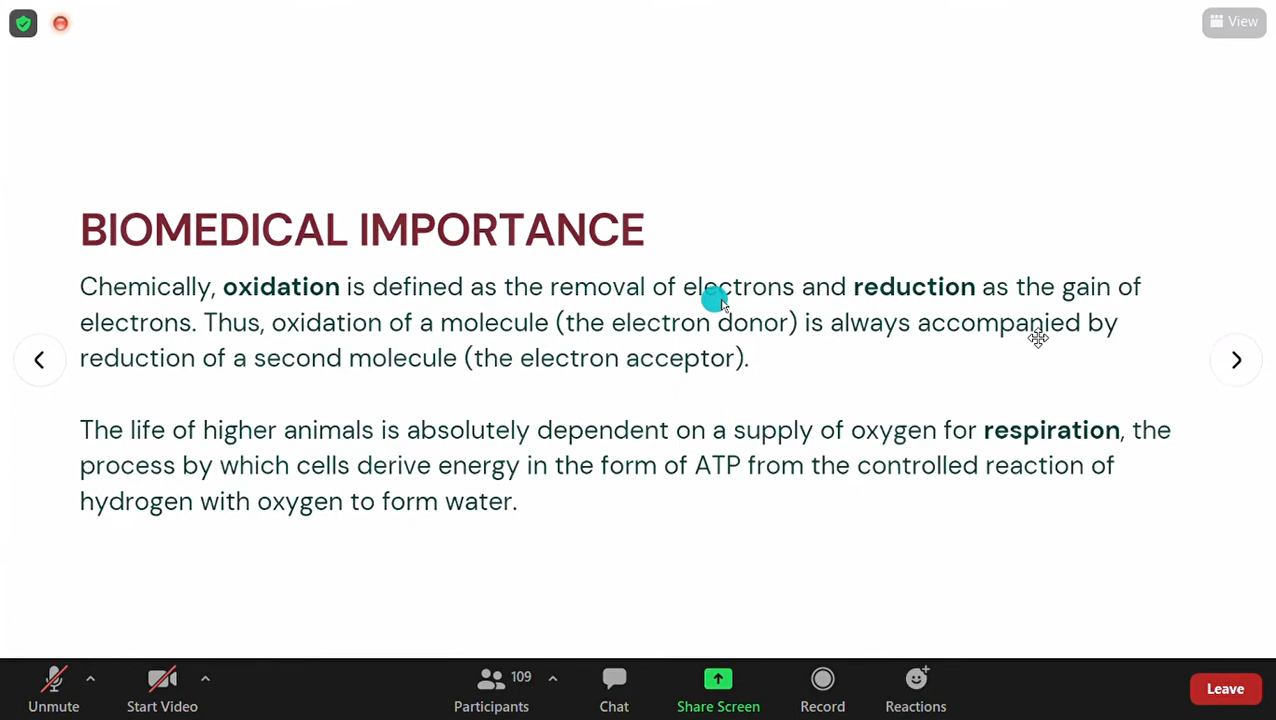 View
BIOMEDICAL IMPORTANCE
Chemically, oxidation is defined as the removal of electrons and reduction as the gain of
electrons. Thus, oxidation of a molecule (the electron donor) is always accompanied by
reduction of a second molecule (the electron acceptor).
The life of higher animals is absolutely dependent on a supply of oxygen for respiration, the
process by which cells derive energy in the form of ATP from the controlled reaction of
hydrogen with oxygen to form water.
109
Unmute Start Video Participants Chat Share Screen Record Reactions Leave